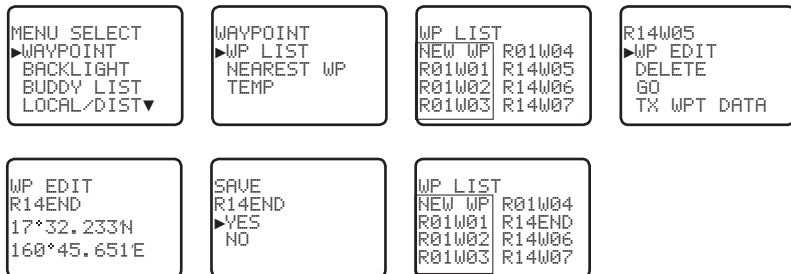 MENU SELECT
▶WAYPOINT
BACKLIGHT
BUDDY LIST
LOCAL/DIST▼
WAYPOINT
▶WP LIST
NEAREST WP
TEMP
WP LIST
NEW WP R01W04
R01W01 R14W05
R01W02 R14W06
R01W03 R14W07
R14W05
▶WP EDIT
DELETE
GO
TX WPT DATA
WP EDIT
R14END
17°32.233'N
160°45.651'E
SAVE
R14END
▶YES
NO
WP LIST
NEW WP R01W04
R01W01 R14END
R01W02 R14W06
R01W03 R14W07